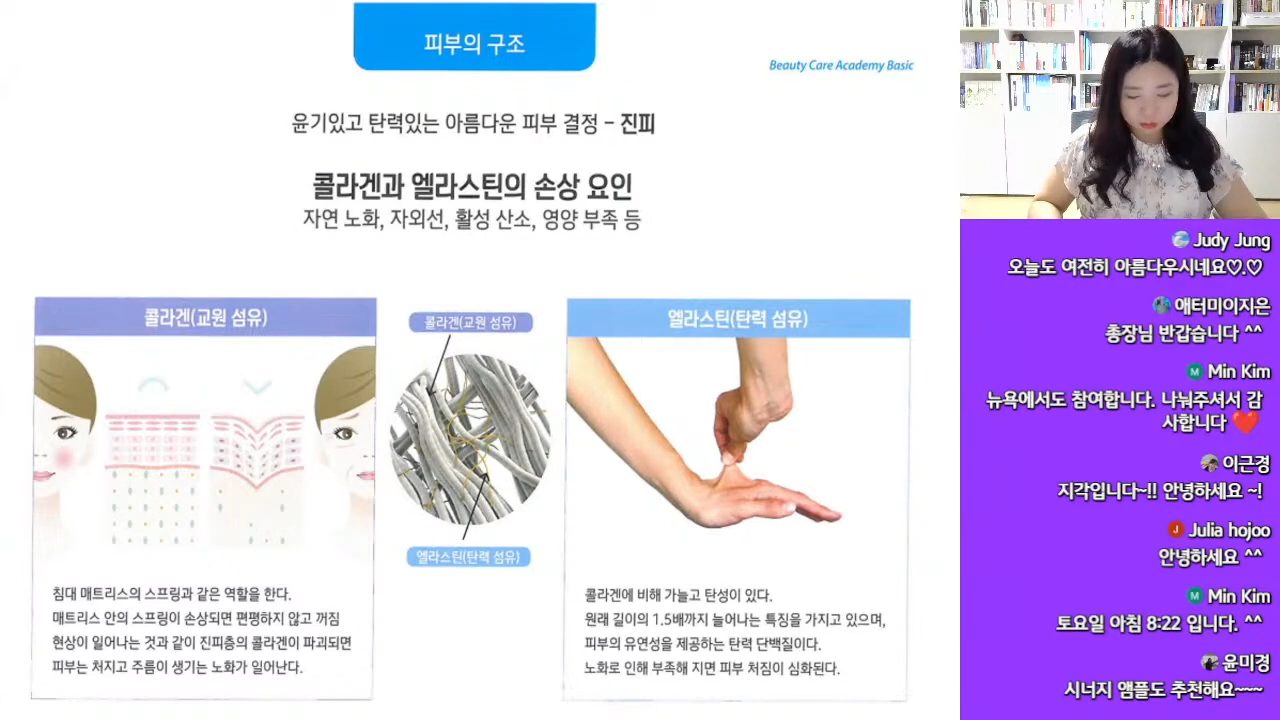 피부의 구조
Beauty Care Academy Basic
윤기있고 탄력있는 아름다운 피부 결정 – 진피
콜라겐과 엘라스틴의 손상 요인
자연 노화, 자외선, 활성 산소, 영양 부족 등
콜라겐(교원 섬유)
침대 매트리스의 스프링과 같은 역할을 한다.
매트리스 안의 스프링이 손상되면 편평하지 않고 꺼짐
현상이 일어나는 것과 같이 진피층의 콜라겐이 파괴되면
피부는 처지고 주름이 생기는 노화가 일어난다.
콜라겐(교원 섬유)
엘라스틴(탄력 섬유)
엘라스틴(탄력 섬유)
콜라겐에 비해 가늘고 탄성이 있다.
원래 길이의 1.5배까지 늘어나는 특징을 가지고 있으며,
피부의 유연성을 제공하는 탄력 단백질이다.
노화로 인해 부족해 지면 피부 처짐이 심화된다.
Judy Jung
오늘도 여전히 아름다우시네요♡.♡
애터미이지은
총장님 반갑습니다 ^^
M Min Kim
뉴욕에서도 참여합니다. 나눠주셔서 감
사합니다 ❤️
이근경
지각입니다~!! 안녕하세요 ~!
J Julia hojoo
안녕하세요 ^^
M Min Kim
토요일 아침 8:22 입니다. ^^
윤미경
시너지 앰플도 추천해요~~~